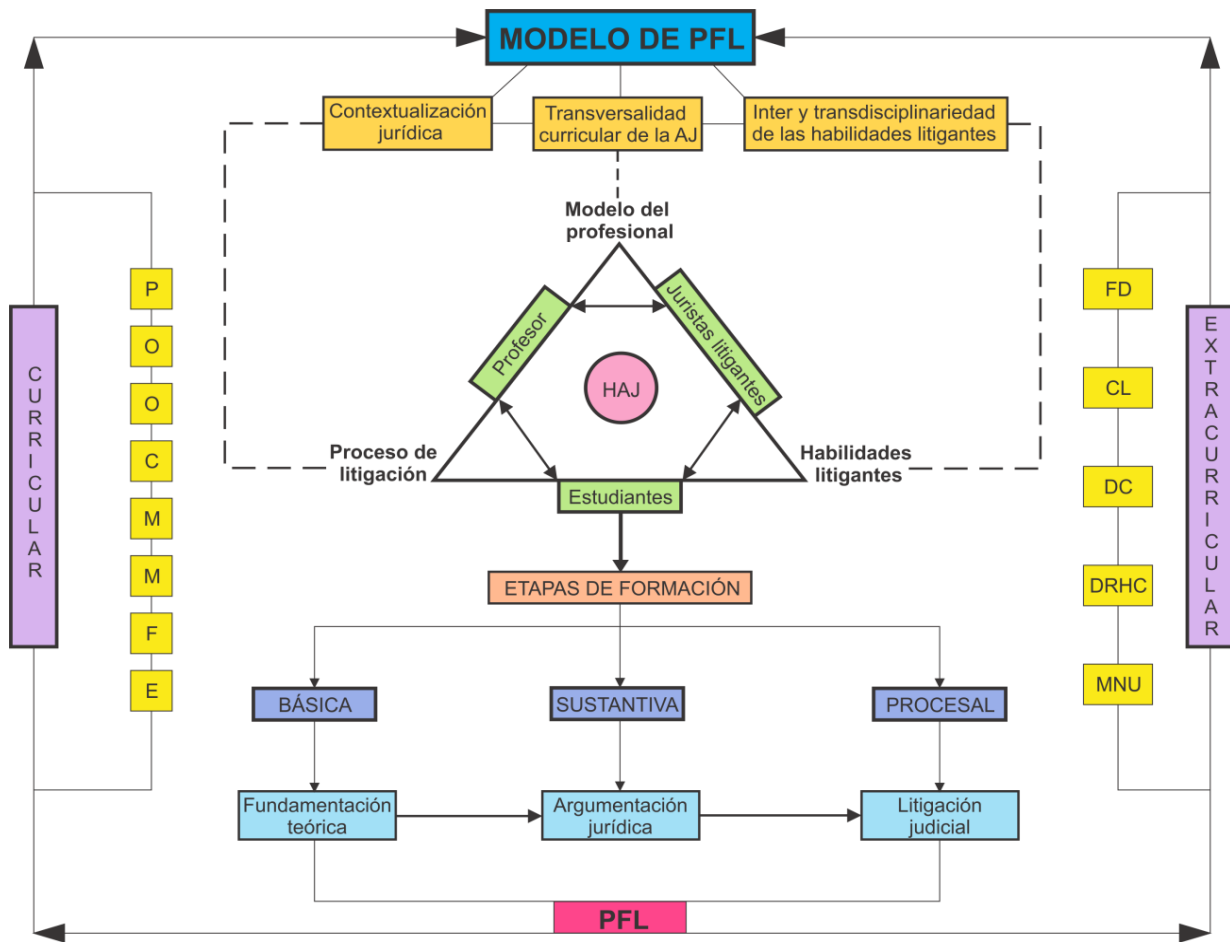 MODELO DE PFL
Contextualización
jurídica
Transversalidad
curricular de la AJ
Inter y transdisciplinariedad
de las habilidades litigantes
Modelo del
profesional
Profesor
Juristas litigantes
HAJ
Proceso de
litigación
Habilidades
litigantes
Estudiantes
CURRICULAR
P
O
O
C
M
M
F
E
FD
CL
DC
DRHC
MNU
EXTRACURRICULAR
ETAPAS DE FORMACIÓN
BÁSICA
SUSTANTIVA
PROCESAL
Fundamentación
teórica
Argumentación
jurídica
Litigación
judicial
PFL